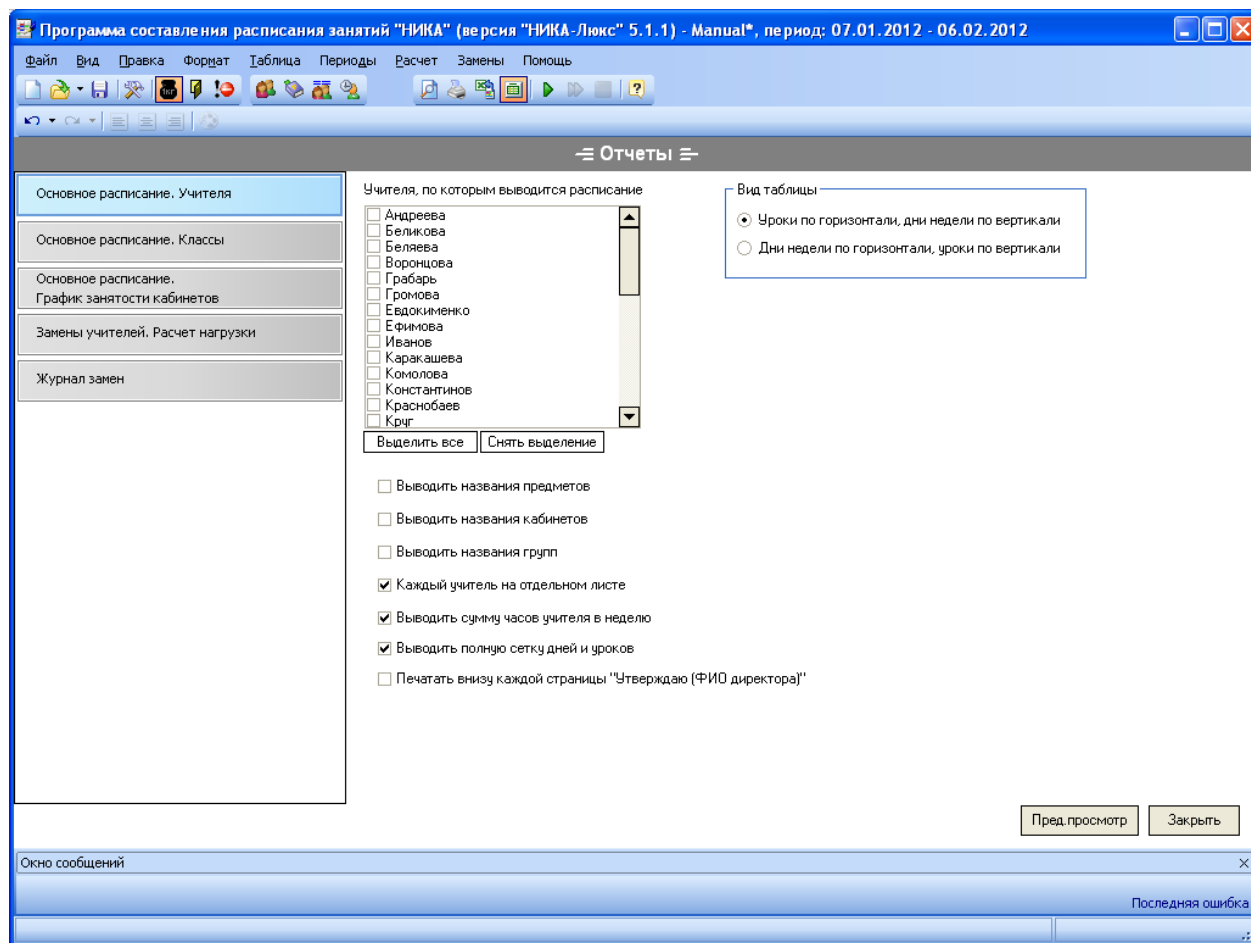 Программа составления расписания занятий "НИКА" (версия "НИКА-Люкс" 5.1.1) - Manual*, период: 07.01.2012 - 06.02.2012
Файл Вид Правка Формат Таблица Периоды Расчет Замены Помощь
1кг
Отчеты
Основное расписание. Учителя
Основное расписание. Классы
Основное расписание.
График занятости кабинетов
Замены учителей. Расчет нагрузки
Журнал замен
Учителя, по которым выводится расписание
Андреева
Беликова
Беляева
Воронцова
Грабарь
Громова
Евдокименко
Ефимова
Иванов
Каракашева
Комолова
Константинов
Краснобаев
Круг
Выделить все Снять выделение
Вид таблицы
Уроки по горизонтали, дни недели по вертикали
Дни недели по горизонтали, уроки по вертикали
Выводить названия предметов
Выводить названия кабинетов
Выводить названия групп
Каждый учитель на отдельном листе
Выводить сумму часов учителя в неделю
Выводить полную сетку дней и уроков
Печатать внизу каждой страницы "Утверждаю (ФИО директора)"
Пред.просмотр Закрыть
Окно сообщений
Последняя ошибка